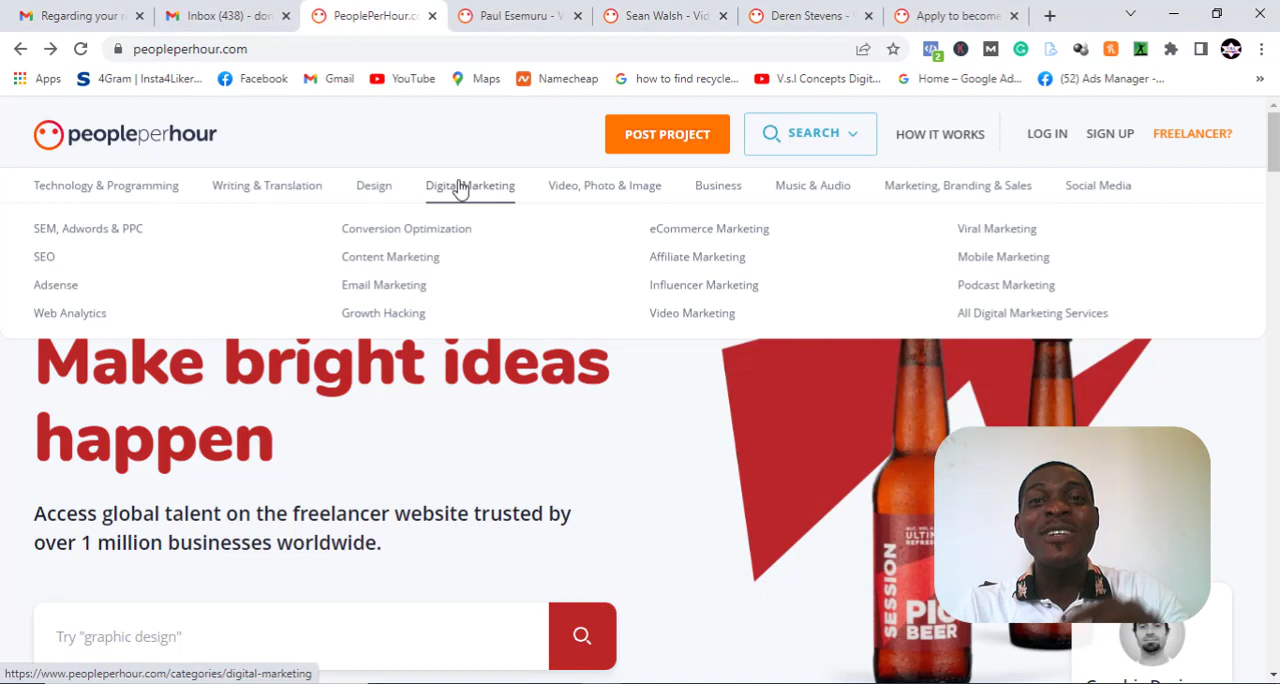 Regarding your r
Inbox (438) - don
PeoplePerHour.co
Paul Esemuru - V
Sean Walsh - Vid
Deren Stevens -
Apply to become
peopleperhour.com
2
Apps
4Gram | Insta4Liker...
Facebook
Gmail
YouTube
Maps
Namecheap
how to find recycle...
V.s.l Concepts Digit...
Home – Google Ad...
(52) Ads Manager -...
»
peopleperhour
POST PROJECT
SEARCH
HOW IT WORKS
LOG IN
SIGN UP
FREELANCER?
Technology & Programming
Writing & Translation
Design
Digital Marketing
Video, Photo & Image
Business
Music & Audio
Marketing, Branding & Sales
Social Media
SEM, Adwords & PPC
Conversion Optimization
eCommerce Marketing
Viral Marketing
SEO
Content Marketing
Affiliate Marketing
Mobile Marketing
Adsense
Email Marketing
Influencer Marketing
Podcast Marketing
Web Analytics
Growth Hacking
Video Marketing
All Digital Marketing Services
Make bright ideas
happen
Access global talent on the freelancer website trusted by
over 1 million businesses worldwide.
Try "graphic design"
SESSION
PIG
BEER
https://www.peopleperhour.com/categories/digital-marketing